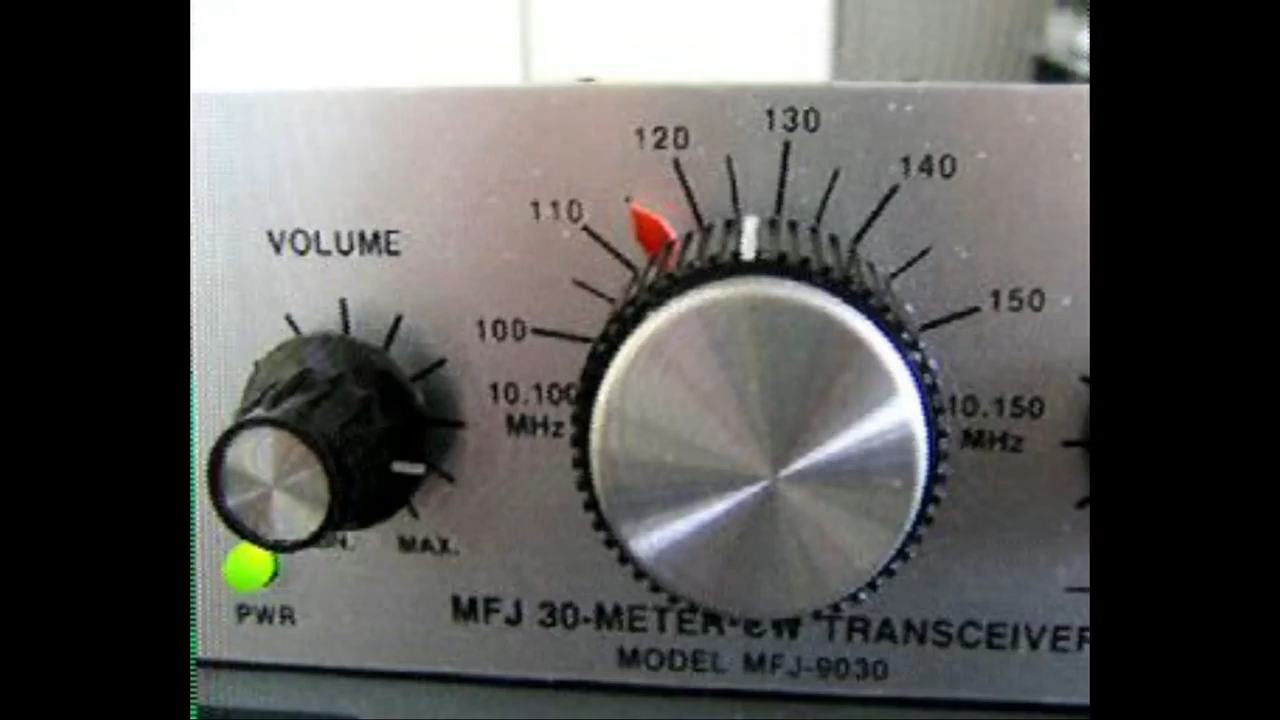 130
120
140
110
VOLUME
150
100
10.100
MHz
10.150
MHz
MAX.
PWR
MFJ 30-METER CW TRANSCEIVER
MODEL MFJ-9030